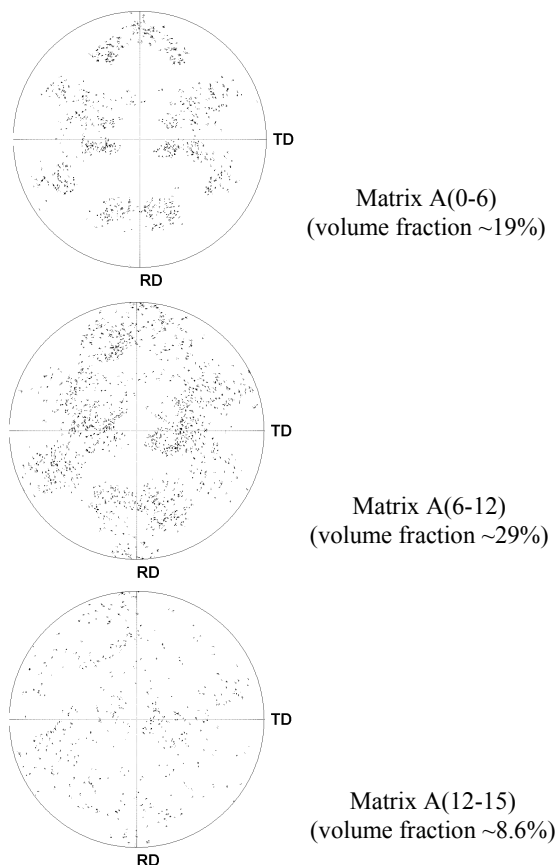 TD
Matrix A(0-6)
(volume fraction ~19%)
RD
TD
Matrix A(6-12)
(volume fraction ~29%)
RD
TD
Matrix A(12-15)
(volume fraction ~8.6%)
RD